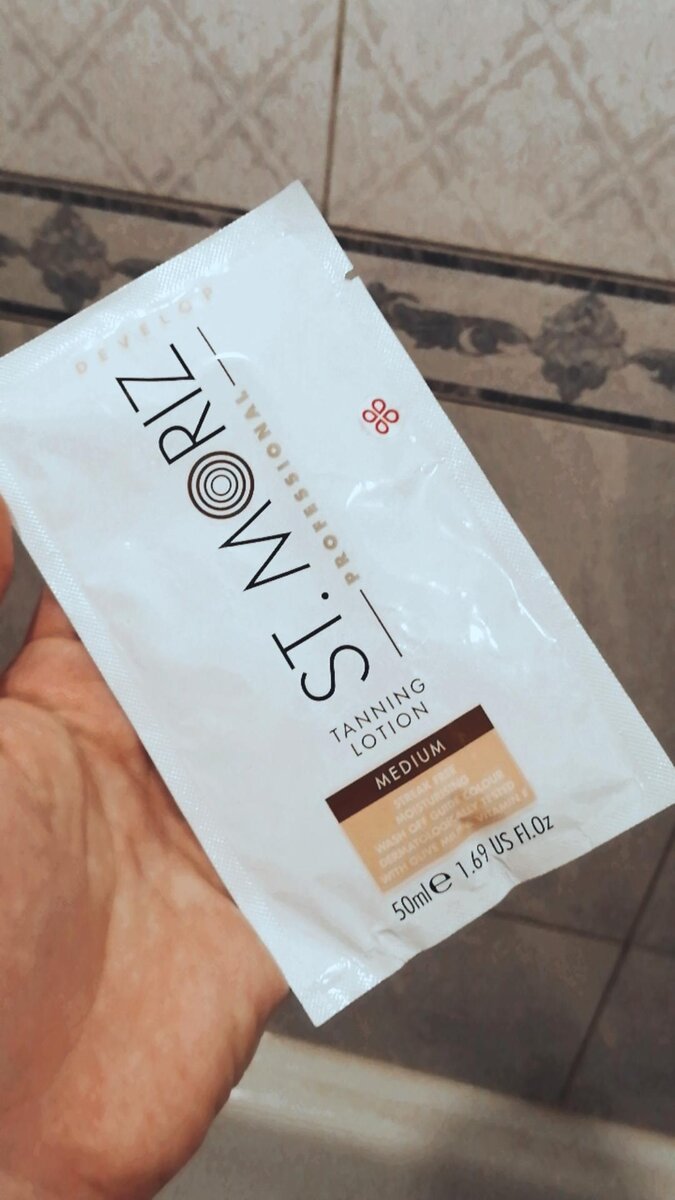 DEVELOP
ST. MORIZ
PROFESSIONAL
TANNING
LOTION
MEDIUM
STREAK FREE
MOISTURISING
WASH OFF GUIDE COLOUR
DERMATOLOGICALLY TESTED
WITH OLIVE MILK & VITAMIN E
50ml℮ 1.69 US Fl.Oz